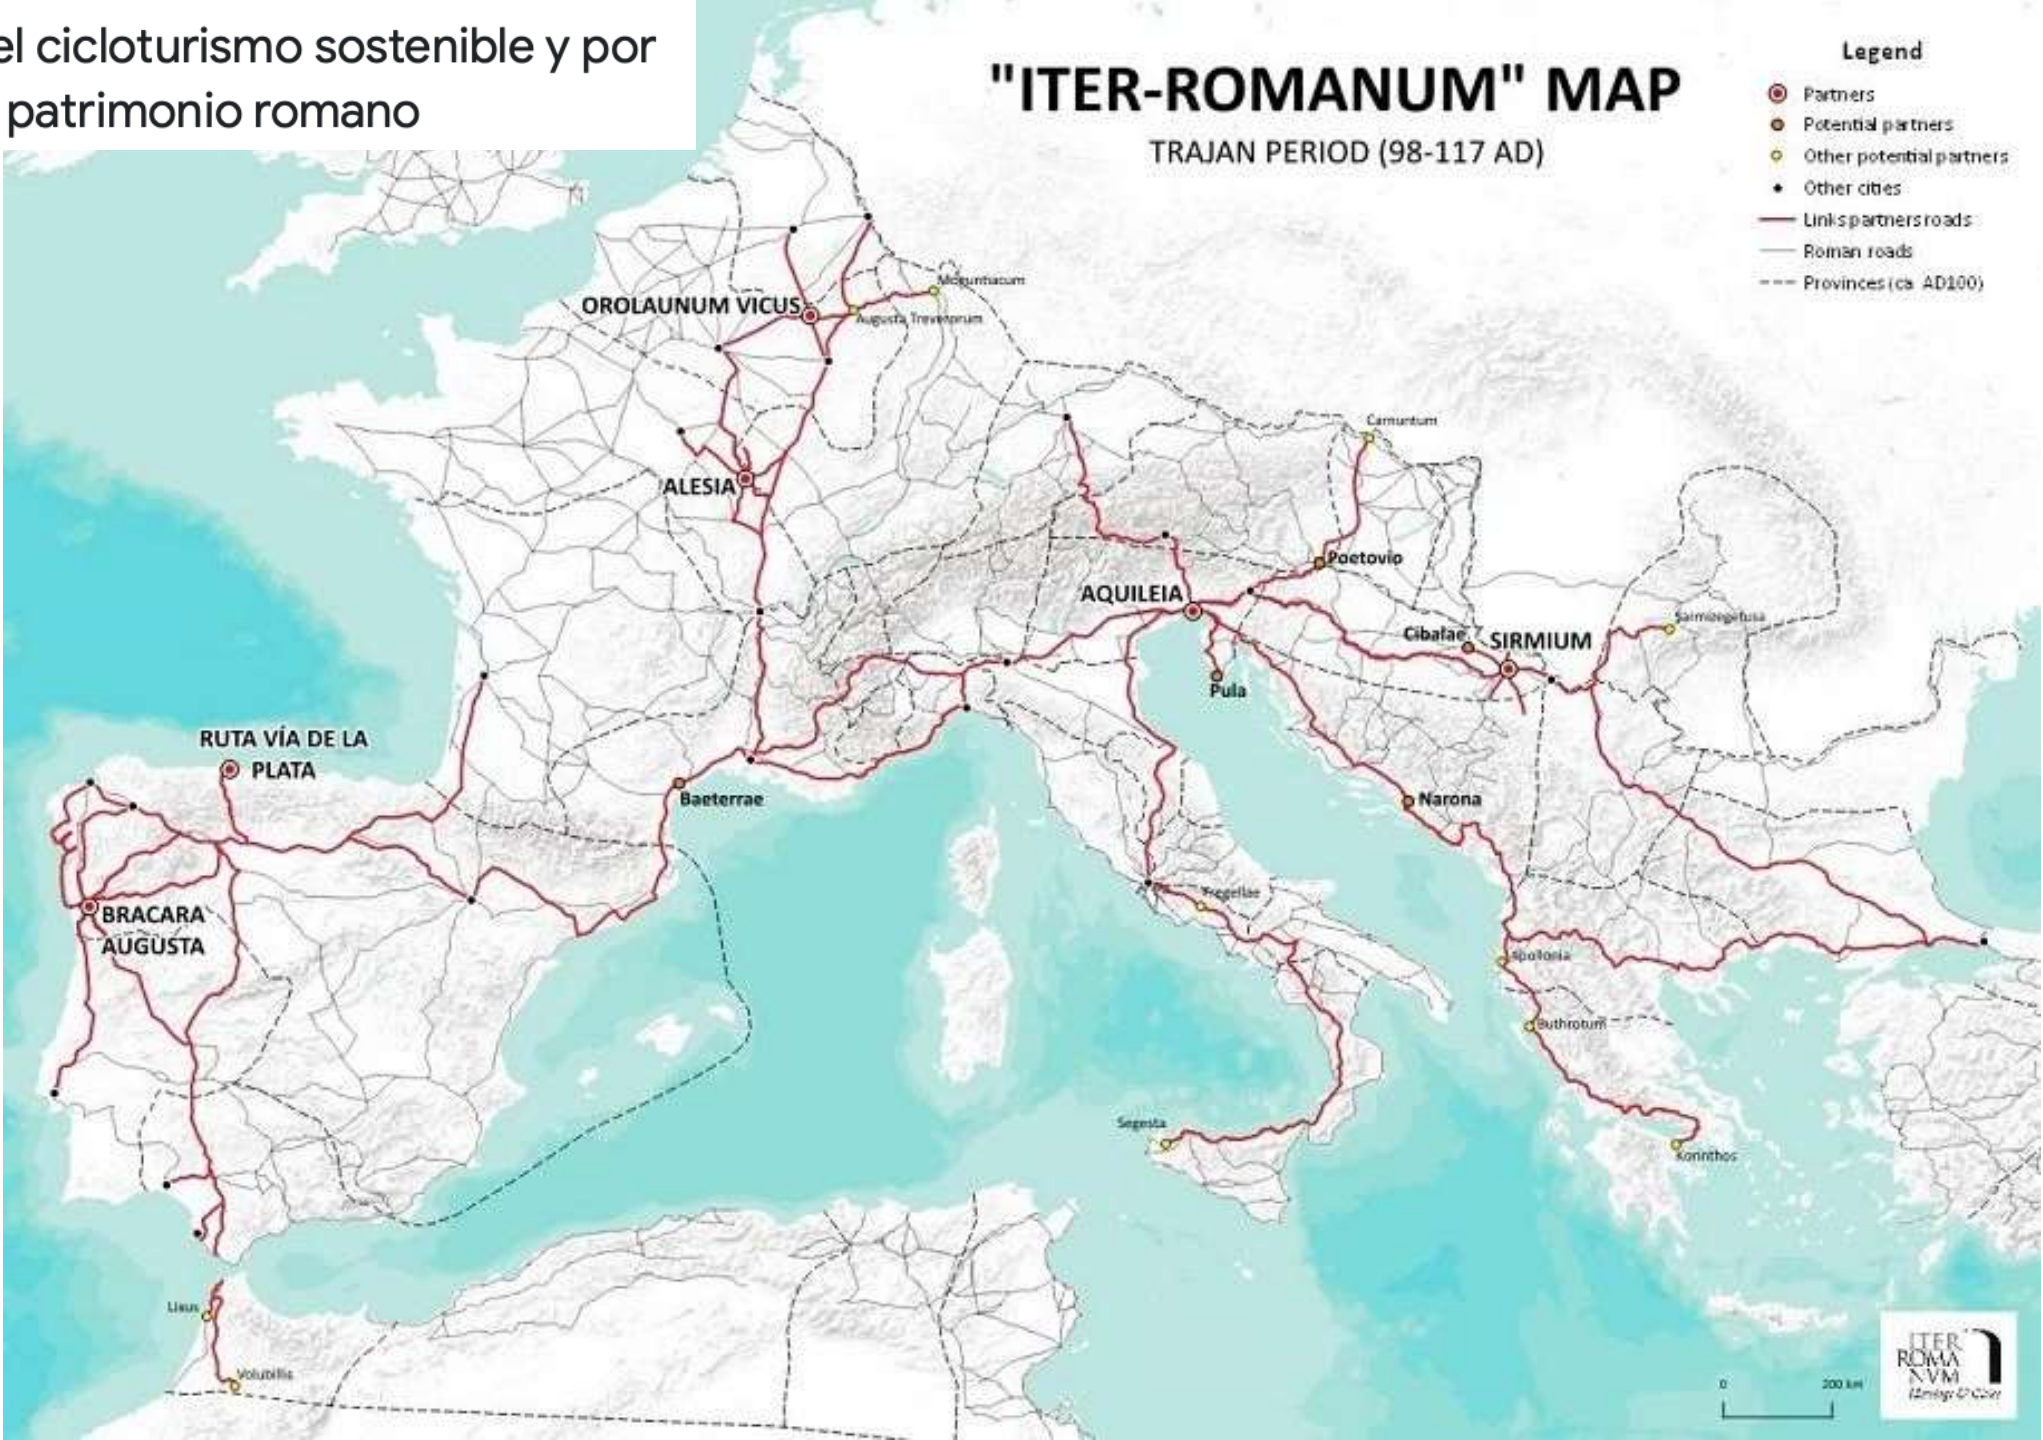 el cicloturismo sostenible y por
patrimonio romano
"ITER-ROMANUM" MAP
TRAJAN PERIOD (98-117 AD)
Legend
Partners
Potential partners
Other potential partners
Other cities
Links partners roads
Roman roads
Provinces (ca AD100)
Moguntiacum
OROLAUNUM VICUS
Augusta Treverorum
Carnuntum
ALESIA
Poetovio
AQUILEIA
Sarmizegetusa
Cibalae
SIRMIUM
Pula
RUTA VÍA DE LA
PLATA
Baeterrae
Narona
Fregellae
BRACARA
AUGUSTA
Apollonia
Buthrotum
Segesta
Korinthos
Lixus
Volubillis
0 200 km
ITER
ROMA
NVM